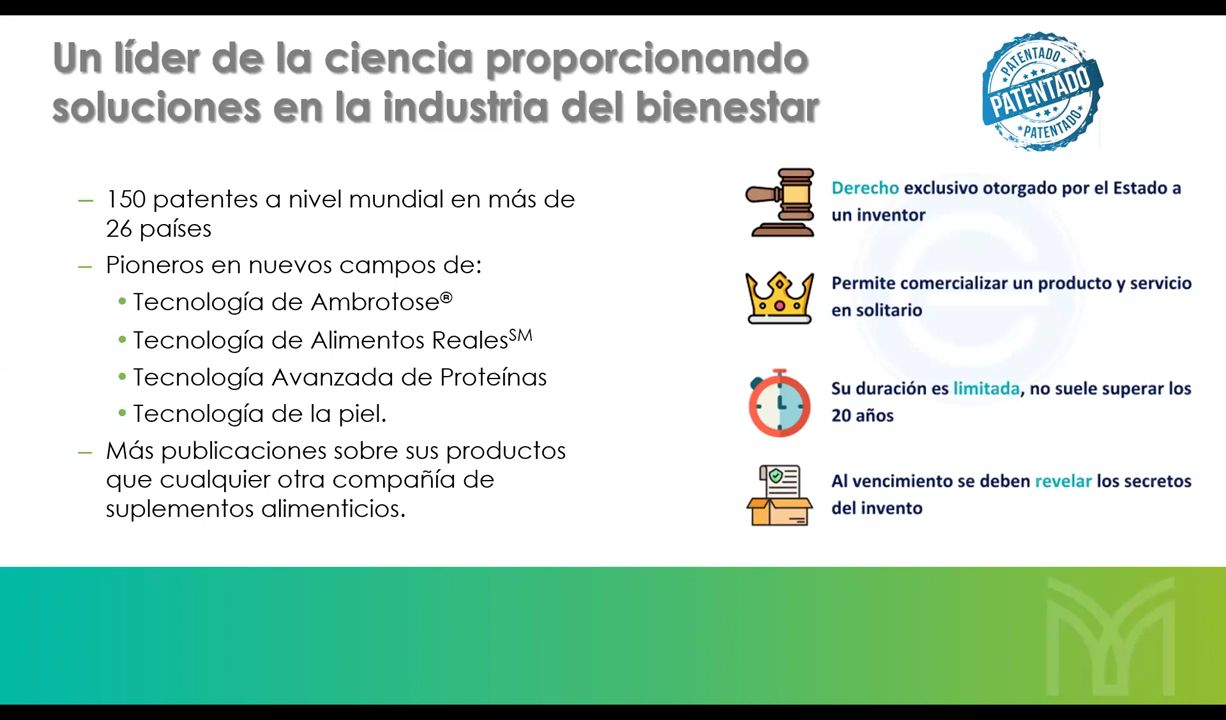 Un líder de la ciencia proporcionando
soluciones en la industria del bienestar
PATENTADO
PATENTADO
PATENTADO
– 150 patentes a nivel mundial en más de
26 países
– Pioneros en nuevos campos de:
• Tecnología de Ambrotose®
• Tecnología de Alimentos Reales℠
• Tecnología Avanzada de Proteínas
• Tecnología de la piel.
– Más publicaciones sobre sus productos
que cualquier otra compañía de
suplementos alimenticios.
Derecho exclusivo otorgado por el Estado a
un inventor
Permite comercializar un producto y servicio
en solitario
Su duración es limitada, no suele superar los
20 años
Al vencimiento se deben revelar los secretos
del invento